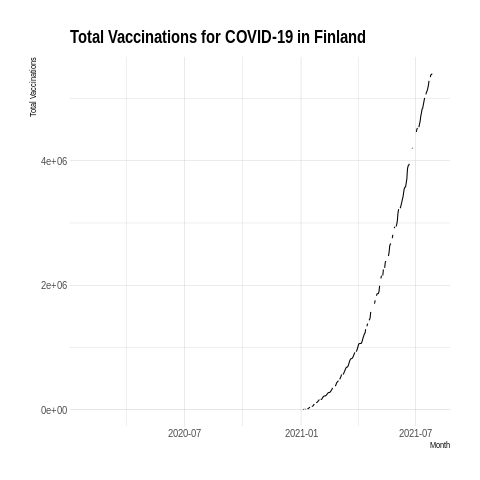 Total Vaccinations for COVID-19 in Finland
Total Vaccinations
4e+06
2e+06
0e+00
2020-07 2021-01 2021-07
Month